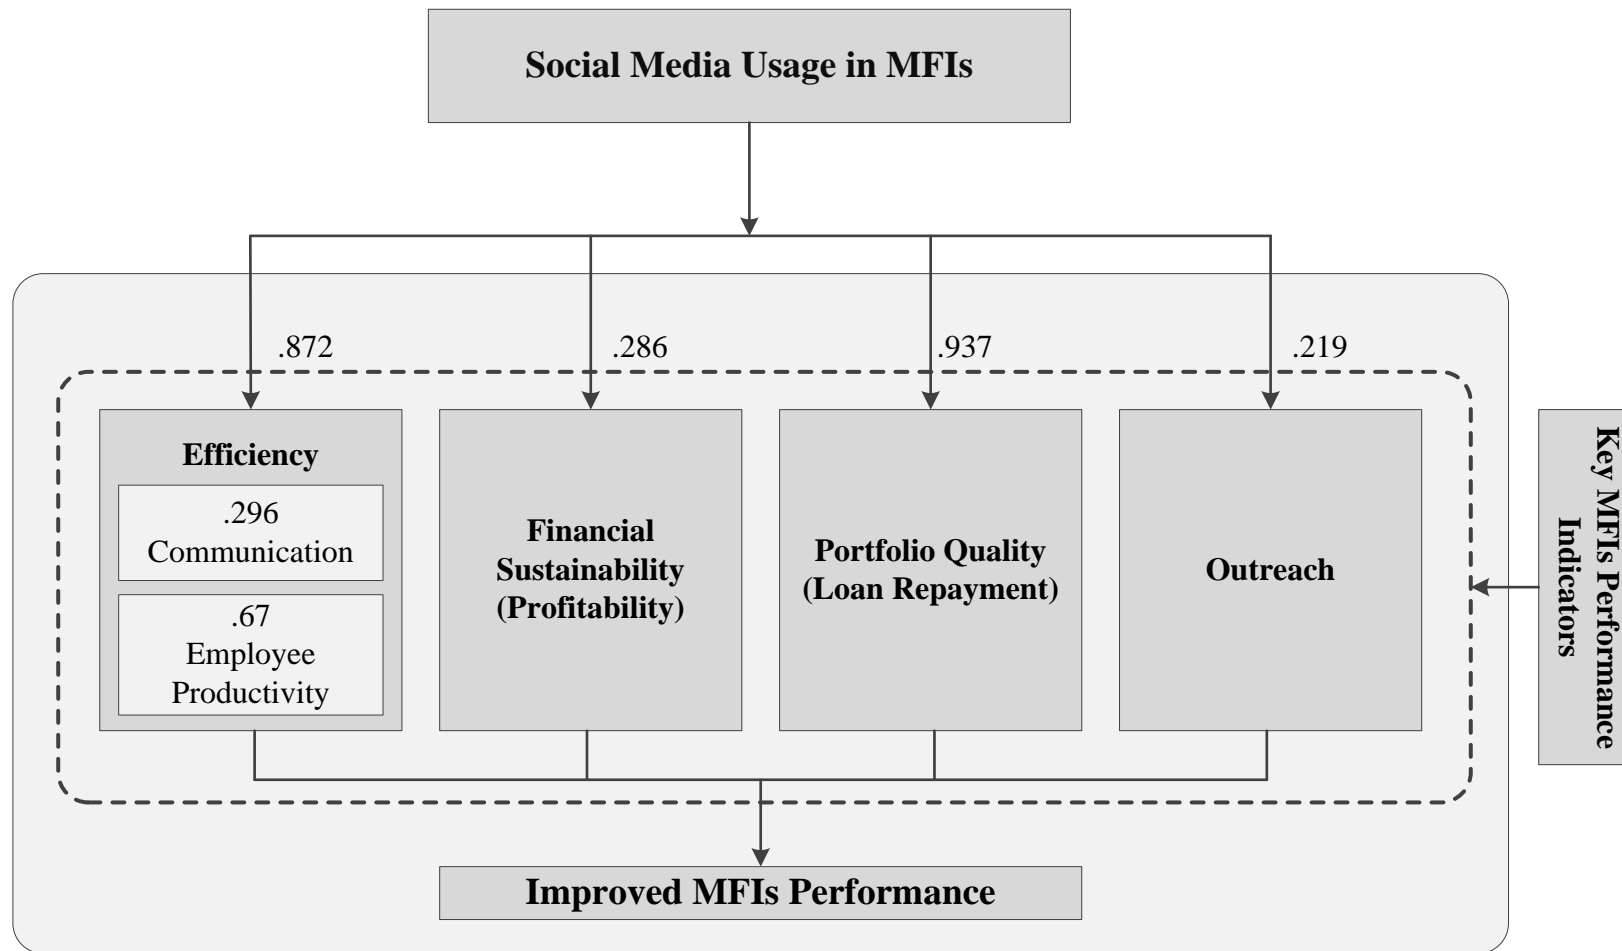 Social Media Usage in MFIs
.872
.286
.937
.219
Efficiency
.296
Communication
.67
Employee
Productivity
Financial
Sustainability
(Profitability)
Portfolio Quality
(Loan Repayment)
Outreach
Key MFIs Performance
Indicators
Improved MFIs Performance